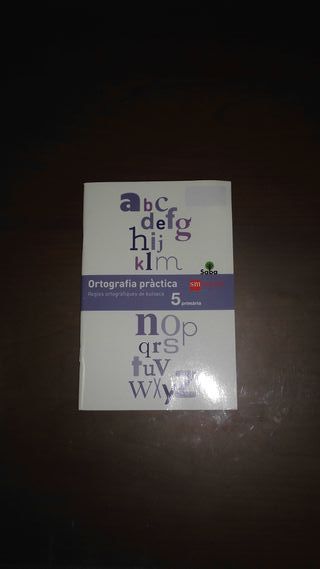 abc
defg
hij
klm
Saba
Ortografia pràctica
sm
Regles ortogràfiques de butxaca
5 primària
nop
qrs
tuv
wxyz